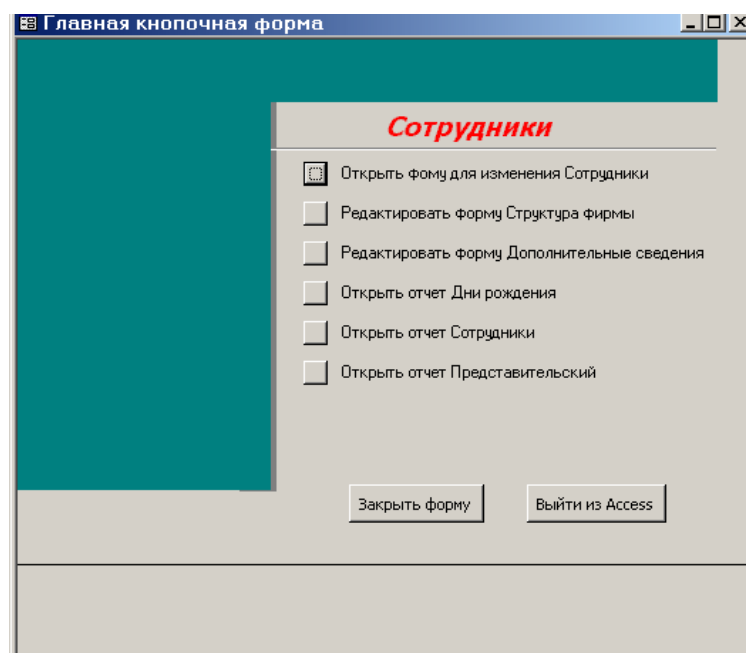 Главная кнопочная форма
Сотрудники
Открыть фому для изменения Сотрудники
Редактировать форму Структура фирмы
Редактировать форму Дополнительные сведения
Открыть отчет Дни рождения
Открыть отчет Сотрудники
Открыть отчет Представительский
Закрыть форму
Выйти из Access